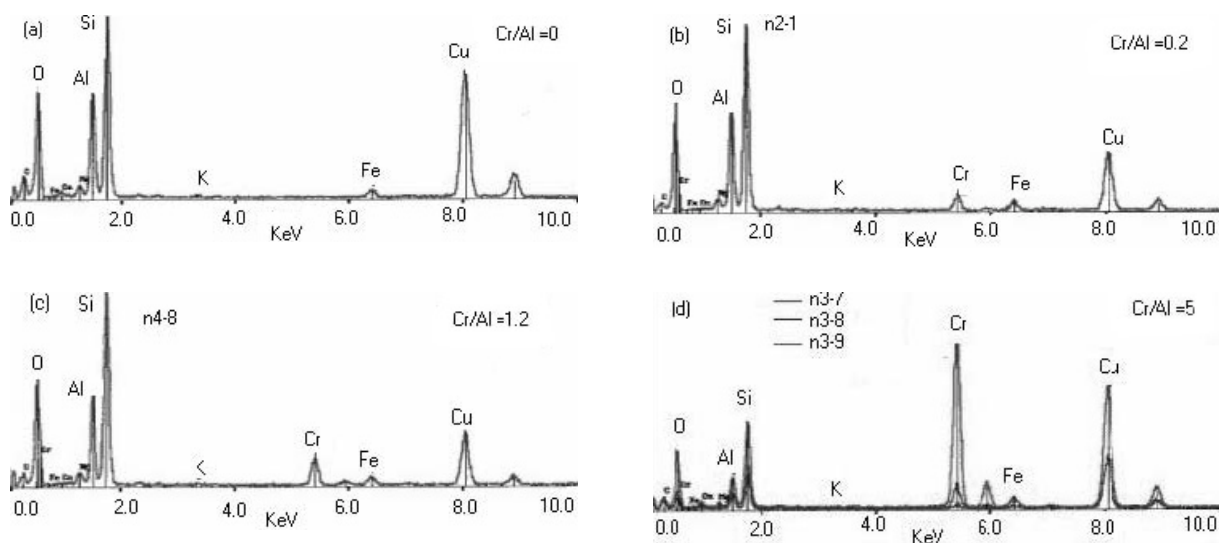 (a)
Si
Cr/Al =0
O
Al
Cu
C
K
Fe
0.0 2.0 4.0 6.0 8.0 10.0
KeV
(b)
Si
n2-1
Cr/Al=0.2
O
Al
Cu
Cr
K
Cr
Fe
0.0 2.0 4.0 6.0 8.0 10.0
KeV
(c)
Si
n4-8
Cr/Al =1.2
O
Al
Cu
Cr
Cr
Fe
0.0 2.0 4.0 6.0 8.0 10.0
KeV
(d)
n3-7
n3-8
n3-9
Cr
Cr/Al =5
Cu
Si
O
Al
K
Fe
0.0 2.0 4.0 6.0 8.0 10.0
KeV